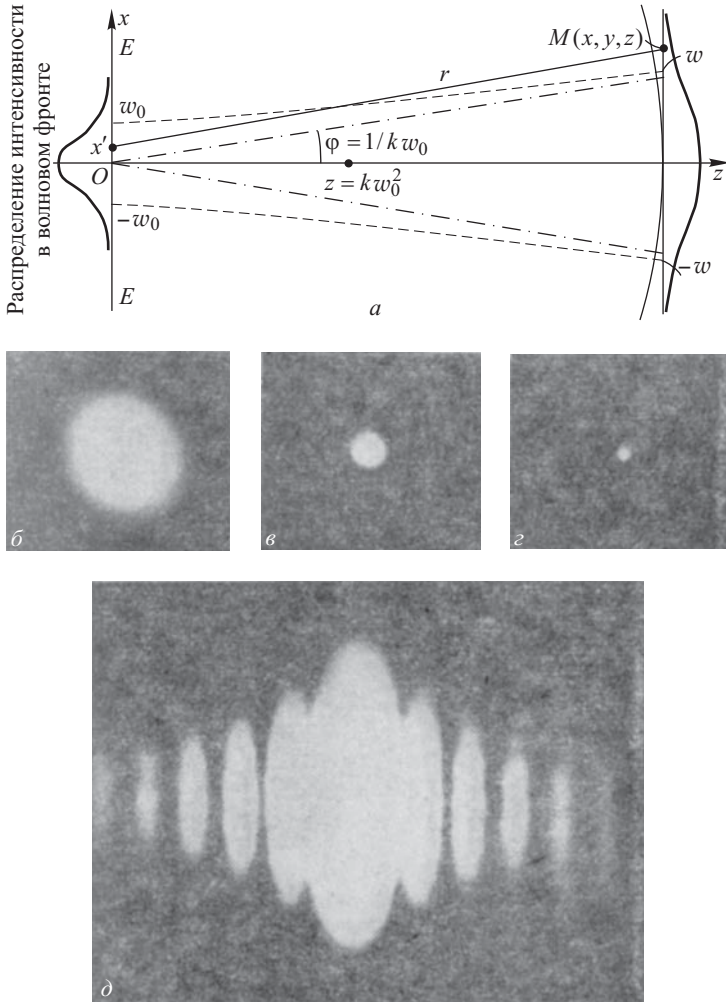 Распределение интенсивности
в волновом фронте
x
E
M(x, y, z)
w
r
w₀
φ = 1/kw₀
x′
O
z = kw₀²
z
−w₀
−w
E
а
б
в
г
д